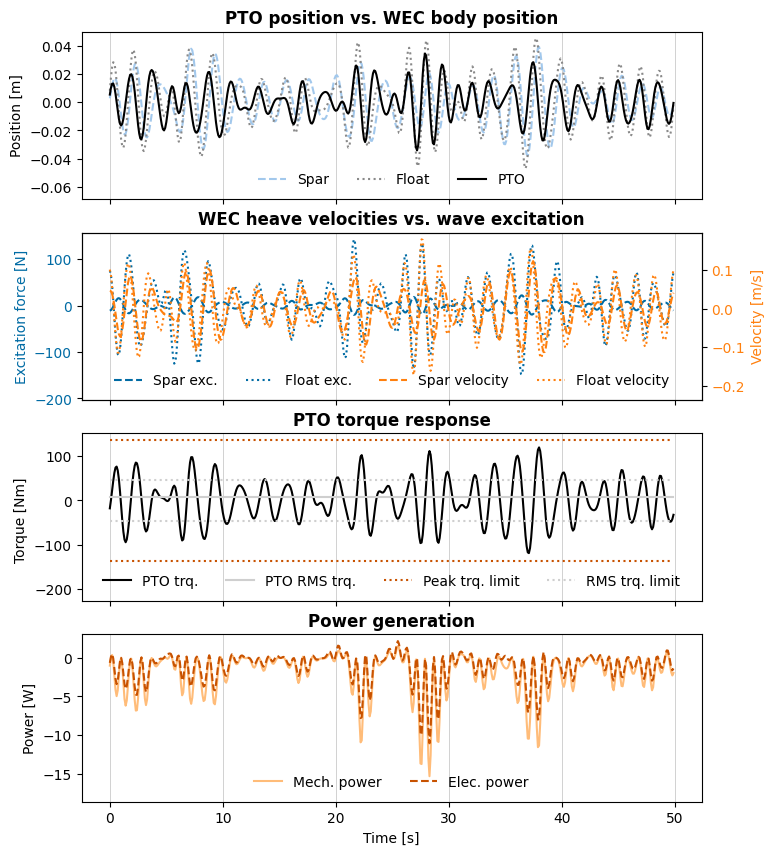 PTO position vs. WEC body position
Position [m]
0.04
0.02
0.00
−0.02
−0.04
−0.06
Spar Float PTO
WEC heave velocities vs. wave excitation
Excitation force [N]
100
0
−100
−200
0.1
0.0
−0.1
−0.2
Velocity [m/s]
Spar exc. Float exc. Spar velocity Float velocity
PTO torque response
Torque [Nm]
100
0
−100
−200
PTO trq. PTO RMS trq. Peak trq. limit RMS trq. limit
Power generation
Power [W]
0
−5
−10
−15
Mech. power Elec. power
0 10 20 30 40 50
Time [s]